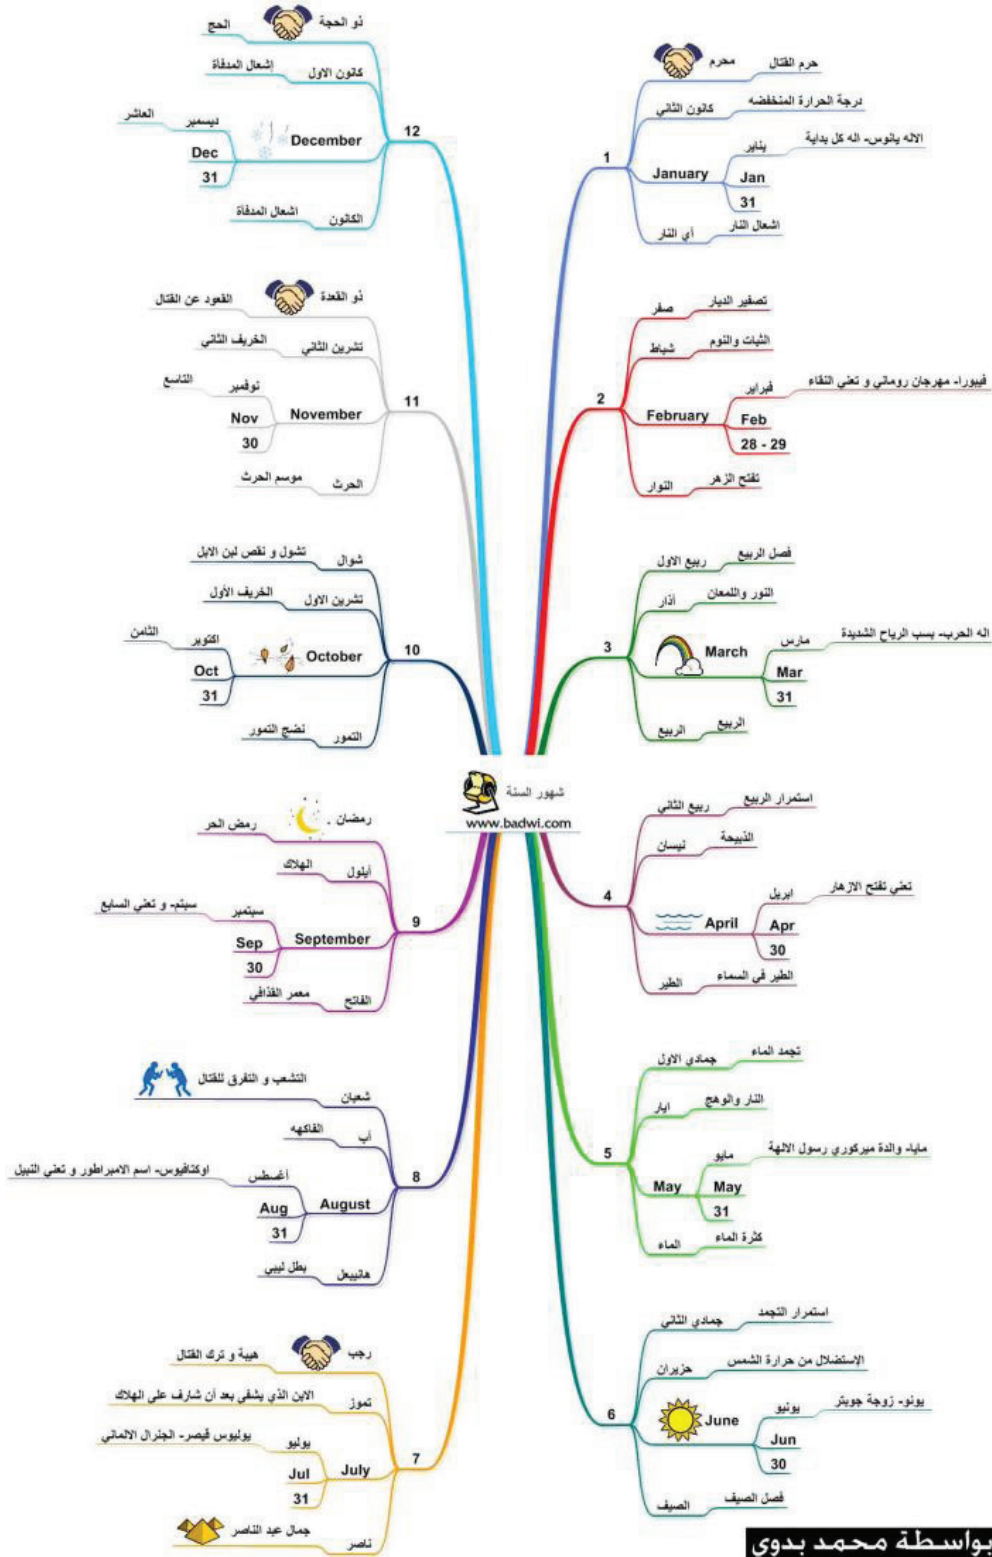 شهور السنة
www.badwi.com
1
محرم
حرم القتال
كانون الثاني
درجة الحرارة المنخفضه
January
يناير
الاله يانوس- اله كل بداية
Jan
31
أي النار
اشعال النار
2
صفر
تصفير الديار
شباط
الثبات والنوم
February
فبراير
فيبورا- مهرجان روماني و تعني النقاء
Feb
28 - 29
النوار
تفتح الزهر
3
ربيع الاول
فصل الربيع
أذار
النور واللمعان
March
مارس
اله الحرب- بسب الرياح الشديدة
Mar
31
الربيع
الربيع
4
ربيع الثاني
استمرار الربيع
نيسان
الذبيحة
April
ابريل
تعني تفتح الازهار
Apr
30
الطير
الطير في السماء
5
جمادي الاول
تجمد الماء
ايار
النار والوهج
May
مايو
مايا- والدة ميركوري رسول الالهة
May
31
الماء
كثرة الماء
6
جمادي الثاني
استمرار التجمد
حزيران
الإستضلال من حرارة الشمس
June
يونيو
يونو- زوجة جوبتر
Jun
30
الصيف
فصل الصيف
7
رجب
هيبة و ترك القتال
تموز
الابن الذي يشفى بعد أن شارف على الهلاك
July
يوليو
يوليوس قيصر- الجنرال الالماني
Jul
31
ناصر
جمال عبد الناصر
8
شعبان
التشعب و التفرق للقتال
أب
الفاكهه
August
أغسطس
اوكتافيوس- اسم الامبراطور و تعني النبيل
Aug
31
هانيبعل
بطل ليبي
9
رمضان
رمض الحر
أيلول
الهلاك
September
سبتمبر
سبتم- و تعني السابع
Sep
30
الفاتح
معمر القذافي
10
شوال
تشول و نقص لبن الابل
تشرين الاول
الخريف الأول
October
اكتوبر
الثامن
Oct
31
التمور
نضج التمور
11
ذو القعدة
القعود عن القتال
تشرين الثاني
الخريف الثاني
November
نوفمبر
التاسع
Nov
30
الحرث
موسم الحرث
12
ذو الحجة
الحج
كانون الاول
إشعال المدفأة
December
ديسمبر
العاشر
Dec
31
الكانون
اشعال المدفأة
بواسطة محمد بدوي